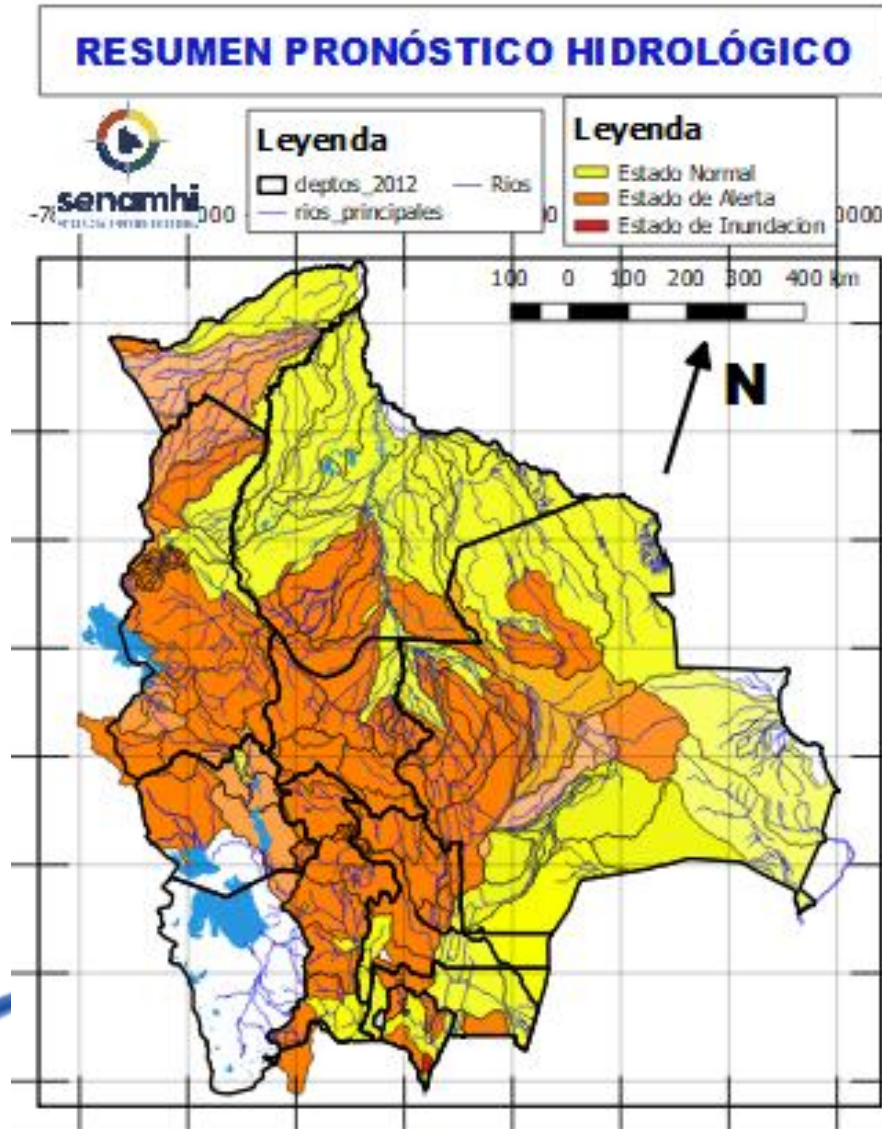 RESUMEN PRONÓSTICO HIDROLÓGICO
senamhi
Leyenda
deptos_2012
Rios
rios_principales
Leyenda
Estado Normal
Estado de Alerta
Estado de Inundacion
100 0 100 200 300 400 km
N